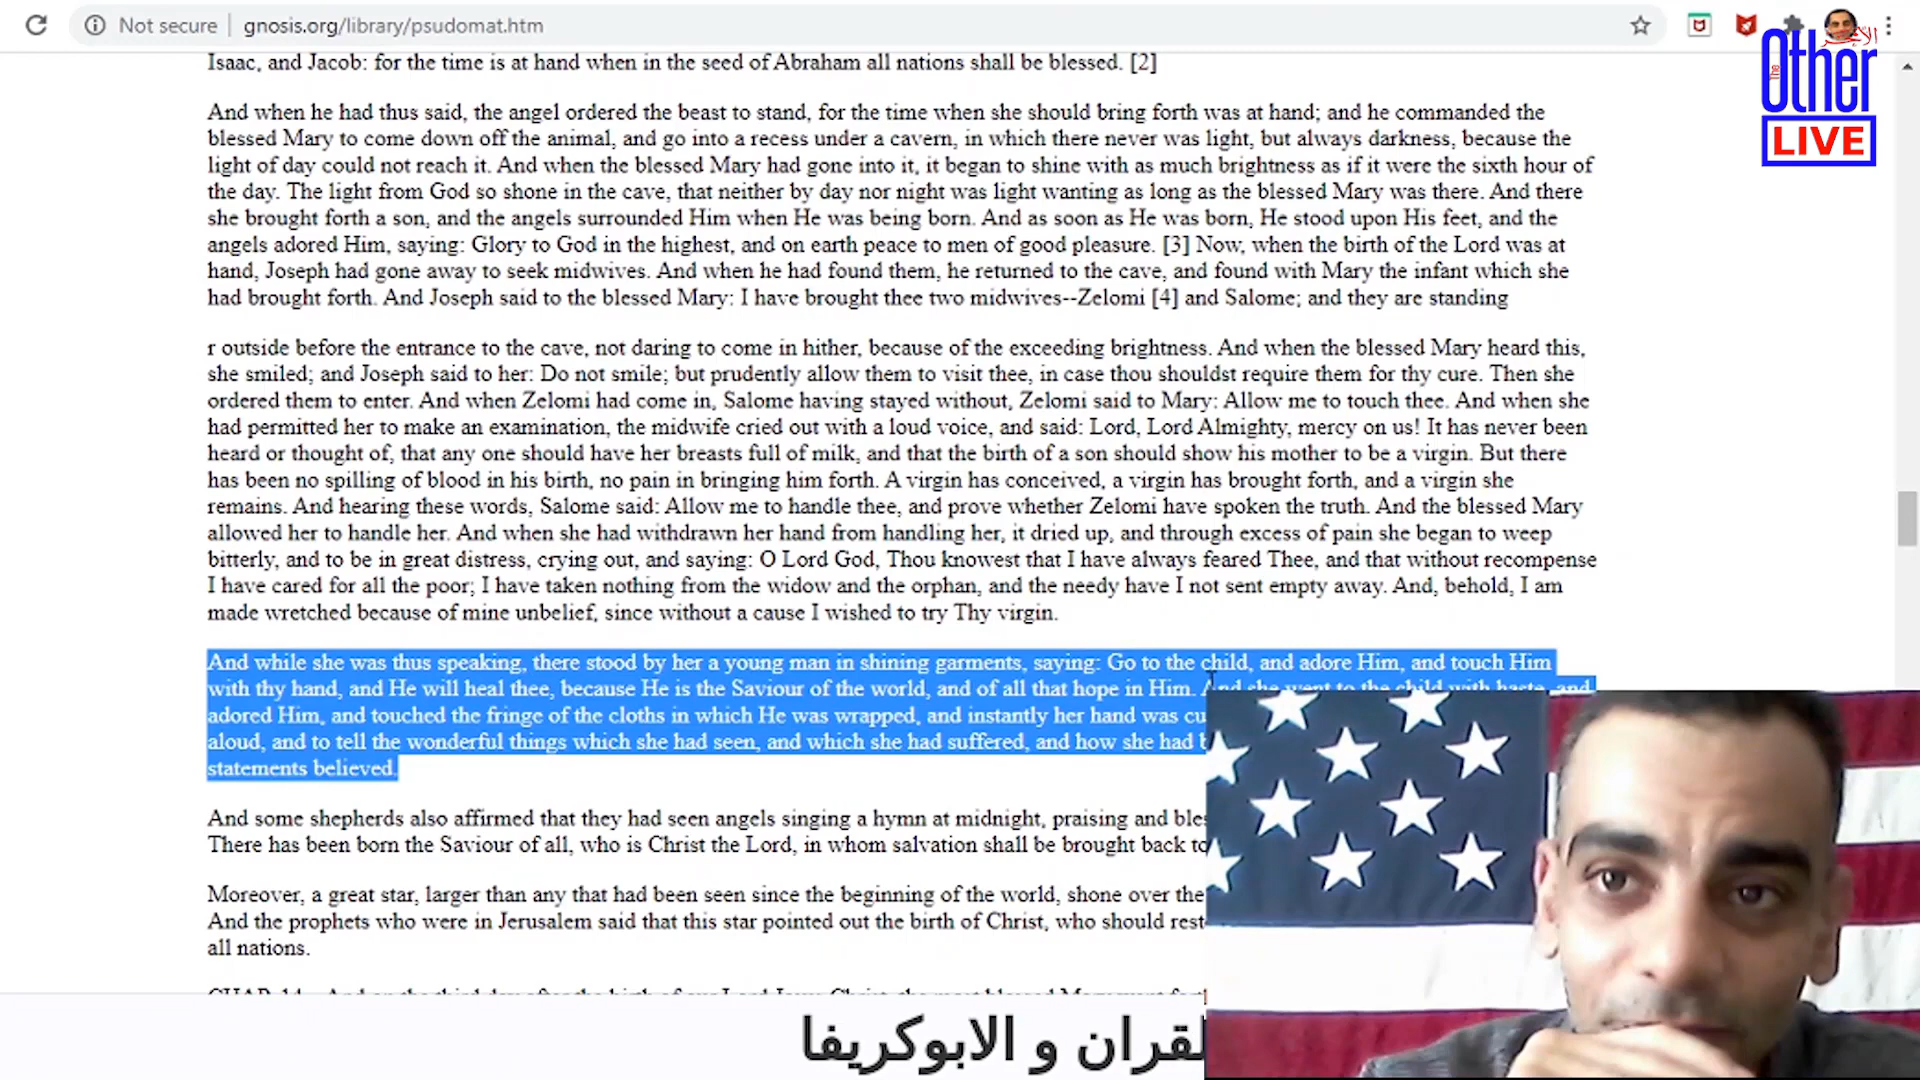 Not secure
gnosis.org/library/psudomat.htm
The Other الآخر
LIVE
Isaac, and Jacob: for the time is at hand when in the seed of Abraham all nations shall be blessed. [2]
And when he had thus said, the angel ordered the beast to stand, for the time when she should bring forth was at hand; and he commanded the
blessed Mary to come down off the animal, and go into a recess under a cavern, in which there never was light, but always darkness, because the
light of day could not reach it. And when the blessed Mary had gone into it, it began to shine with as much brightness as if it were the sixth hour of
the day. The light from God so shone in the cave, that neither by day nor night was light wanting as long as the blessed Mary was there. And there
she brought forth a son, and the angels surrounded Him when He was being born. And as soon as He was born, He stood upon His feet, and the
angels adored Him, saying: Glory to God in the highest, and on earth peace to men of good pleasure. [3] Now, when the birth of the Lord was at
hand, Joseph had gone away to seek midwives. And when he had found them, he returned to the cave, and found with Mary the infant which she
had brought forth. And Joseph said to the blessed Mary: I have brought thee two midwives--Zelomi [4] and Salome; and they are standing
r outside before the entrance to the cave, not daring to come in hither, because of the exceeding brightness. And when the blessed Mary heard this,
she smiled; and Joseph said to her: Do not smile; but prudently allow them to visit thee, in case thou shouldst require them for thy cure. Then she
ordered them to enter. And when Zelomi had come in, Salome having stayed without, Zelomi said to Mary: Allow me to touch thee. And when she
had permitted her to make an examination, the midwife cried out with a loud voice, and said: Lord, Lord Almighty, mercy on us! It has never been
heard or thought of, that any one should have her breasts full of milk, and that the birth of a son should show his mother to be a virgin. But there
has been no spilling of blood in his birth, no pain in bringing him forth. A virgin has conceived, a virgin has brought forth, and a virgin she
remains. And hearing these words, Salome said: Allow me to handle thee, and prove whether Zelomi have spoken the truth. And the blessed Mary
allowed her to handle her. And when she had withdrawn her hand from handling her, it dried up, and through excess of pain she began to weep
bitterly, and to be in great distress, crying out, and saying: O Lord God, Thou knowest that I have always feared Thee, and that without recompense
I have cared for all the poor; I have taken nothing from the widow and the orphan, and the needy have I not sent empty away. And, behold, I am
made wretched because of mine unbelief, since without a cause I wished to try Thy virgin.
And while she was thus speaking, there stood by her a young man in shining garments, saying: Go to the child, and adore Him, and touch Him
with thy hand, and He will heal thee, because He is the Saviour of the world, and of all that hope in Him. And she went to the child with haste, and
adored Him, and touched the fringe of the cloths in which He was wrapped, and instantly her hand was
aloud, and to tell the wonderful things which she had seen, and which she had suffered, and how she had
statements believed.
And some shepherds also affirmed that they had seen angels singing a hymn at midnight, praising and
There has been born the Saviour of all, who is Christ the Lord, in whom salvation shall be brought back to
Moreover, a great star, larger than any that had been seen since the beginning of the world, shone over the
And the prophets who were in Jerusalem said that this star pointed out the birth of Christ, who should
all nations.
لقران و الابوكريفا